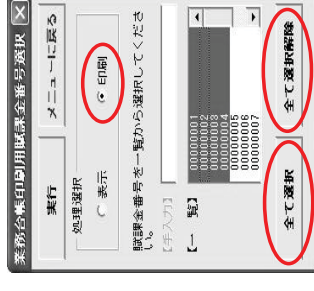 業務台帳印刷用賦課金番号選択
実行
メニューに戻る
処理選択
表示
印刷
賦課金番号を一覧から選択してくださ
い。
【手入力】
【一　覧】
00000001
00000002
00000003
00000004
00000005
00000006
00000007
全て選択
全て選択解除